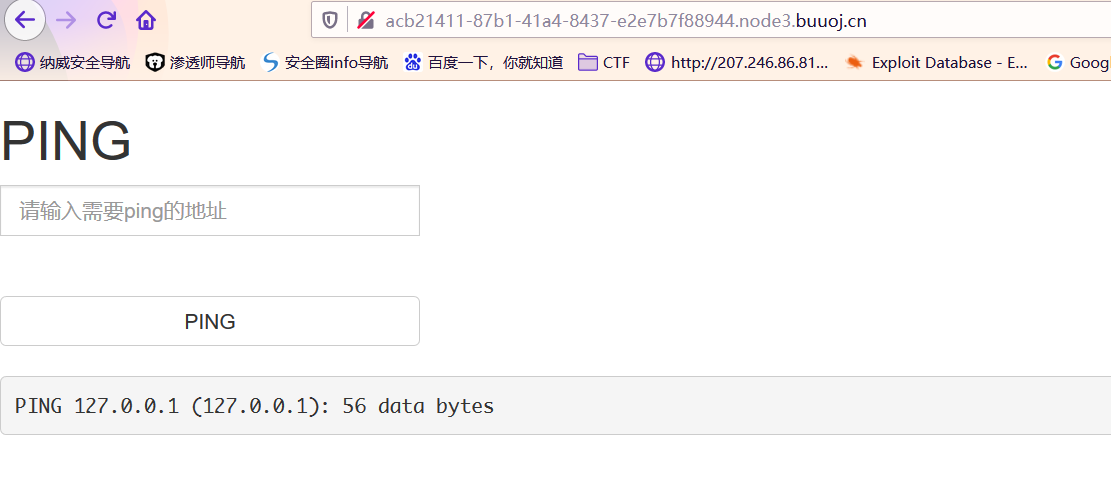 acb21411-87b1-41a4-8437-e2e7b7f88944.node3.buuoj.cn
纳威安全导航 渗透师导航 安全圈info导航 百度一下，你就知道 CTF http://207.246.86.81... Exploit Database - E... Goog
PING
请输入需要ping的地址
PING
PING 127.0.0.1 (127.0.0.1): 56 data bytes